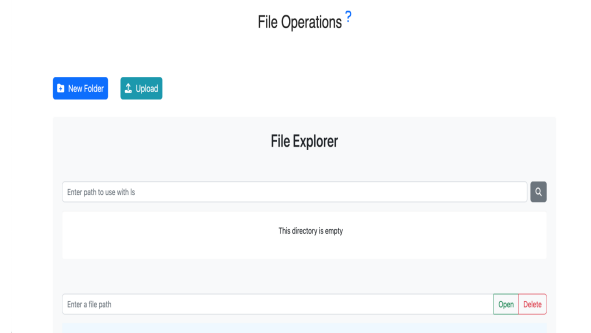 File Operations ?
New Folder
Upload
File Explorer
Enter path to use with ls
This directory is empty
Enter a file path
Open
Delete